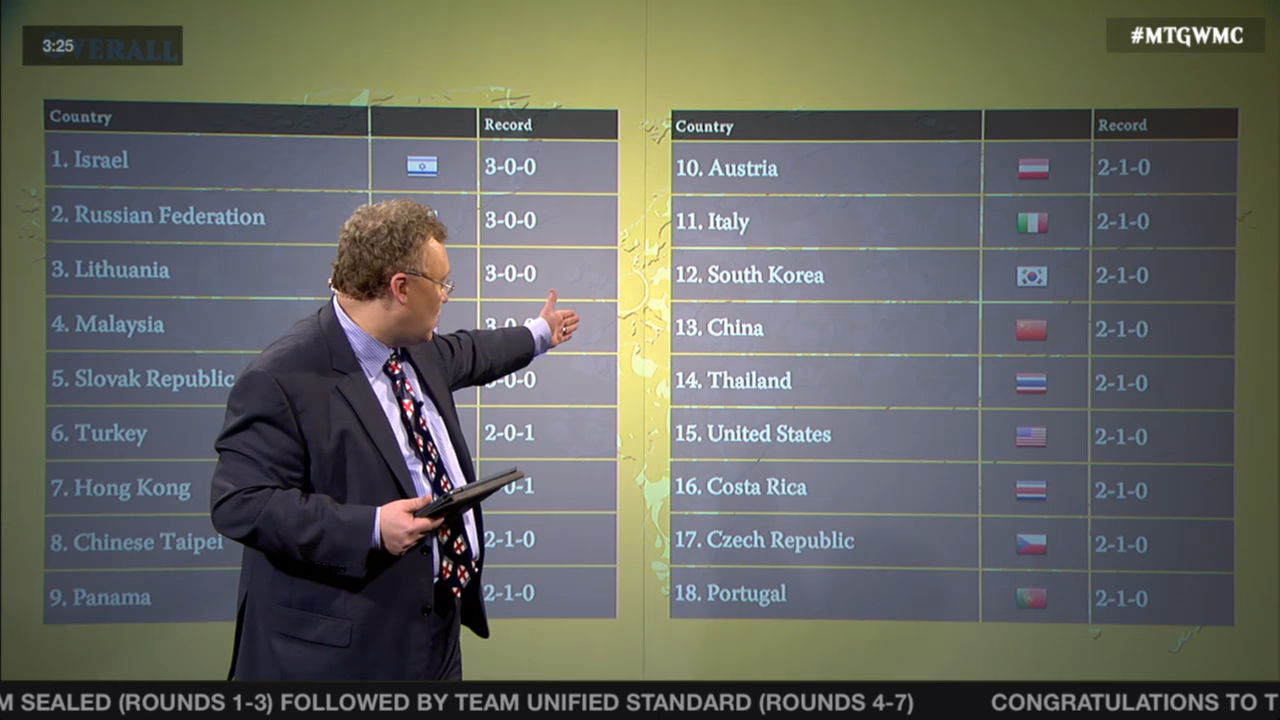 3:25
OVERALL
#MTGWMC
Country Record
1. Israel 3-0-0
2. Russian Federation 3-0-0
3. Lithuania 3-0-0
4. Malaysia
5. Slovak Republic
6. Turkey 2-0-1
7. Hong Kong
8. Chinese Taipei 2-1-0
9. Panama 2-1-0
Country Record
10. Austria 2-1-0
11. Italy 2-1-0
12. South Korea 2-1-0
13. China 2-1-0
14. Thailand 2-1-0
15. United States 2-1-0
16. Costa Rica 2-1-0
17. Czech Republic 2-1-0
18. Portugal 2-1-0
M SEALED (ROUNDS 1-3) FOLLOWED BY TEAM UNIFIED STANDARD (ROUNDS 4-7) CONGRATULATIONS TO T